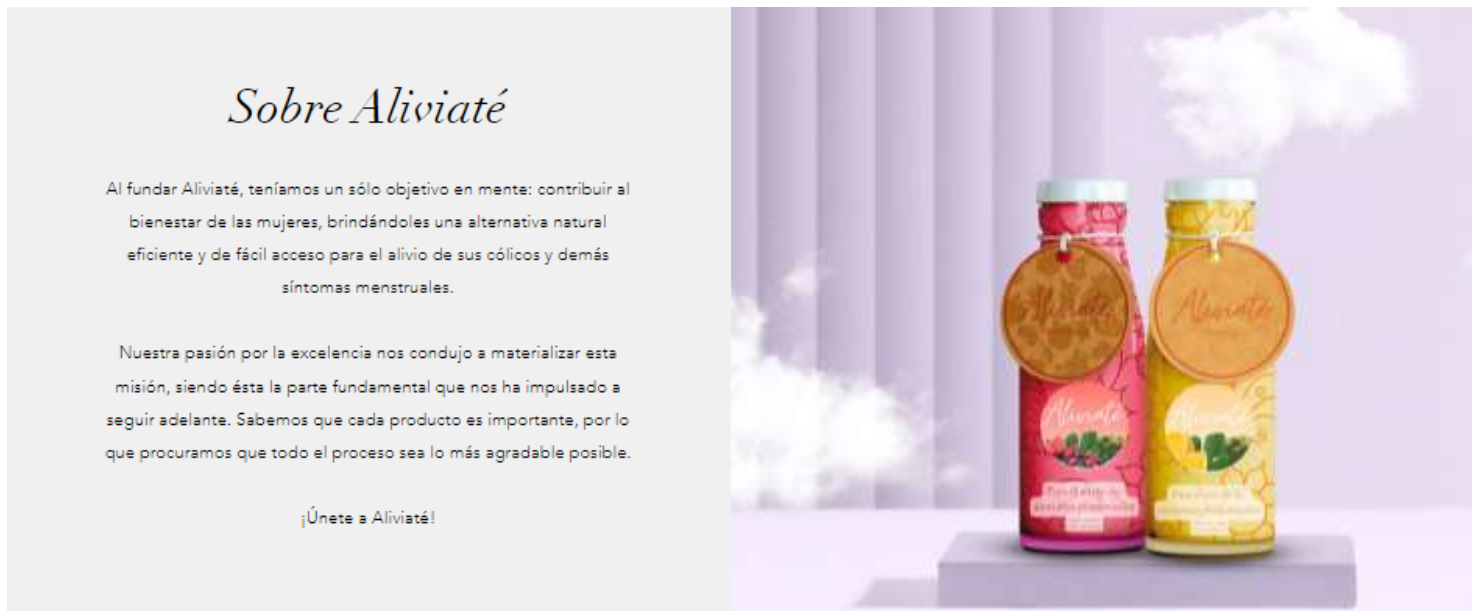 Sobre Aliviaté
Al fundar Aliviaté, teníamos un sólo objetivo en mente: contribuir al
bienestar de las mujeres, brindándoles una alternativa natural
eficiente y de fácil acceso para el alivio de sus cólicos y demás
síntomas menstruales.
Nuestra pasión por la excelencia nos condujo a materializar esta
misión, siendo ésta la parte fundamental que nos ha impulsado a
seguir adelante. Sabemos que cada producto es importante, por lo
que procuramos que todo el proceso sea lo más agradable posible.
¡Únete a Aliviaté!
Aliviaté
Aliviaté
Aliviaté
Aliviaté